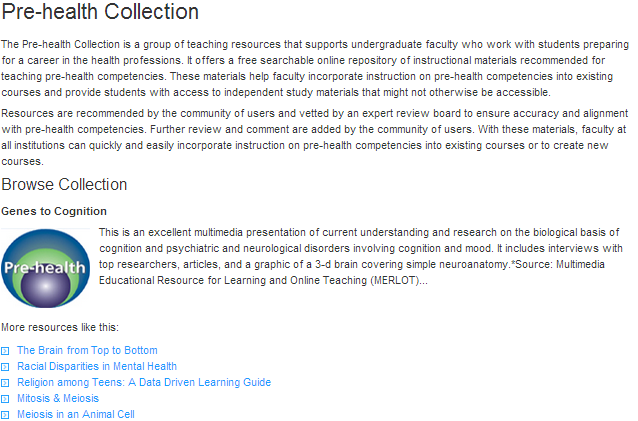 Pre-health Collection
The Pre-health Collection is a group of teaching resources that supports undergraduate faculty who work with students preparing
for a career in the health professions. It offers a free searchable online repository of instructional materials recommended for
teaching pre-health competencies. These materials help faculty incorporate instruction on pre-health competencies into existing
courses and provide students with access to independent study materials that might not otherwise be accessible.
Resources are recommended by the community of users and vetted by an expert review board to ensure accuracy and alignment
with pre-health competencies. Further review and comment are added by the community of users. With these materials, faculty at
all institutions can quickly and easily incorporate instruction on pre-health competencies into existing courses or to create new
courses.
Browse Collection
Genes to Cognition
Pre-health
This is an excellent multimedia presentation of current understanding and research on the biological basis of
cognition and psychiatric and neurological disorders involving cognition and mood. It includes interviews with
top researchers, articles, and a graphic of a 3-d brain covering simple neuroanatomy.*Source: Multimedia
Educational Resource for Learning and Online Teaching (MERLOT)...
More resources like this:
The Brain from Top to Bottom
Racial Disparities in Mental Health
Religion among Teens: A Data Driven Learning Guide
Mitosis & Meiosis
Meiosis in an Animal Cell